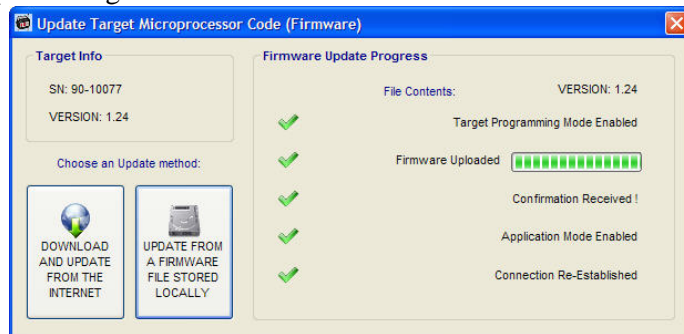 Update Target Microprocessor Code (Firmware)
Target Info
SN: 90-10077
VERSION: 1.24
Choose an Update method:
DOWNLOAD
AND UPDATE
FROM THE
INTERNET
UPDATE FROM
A FIRMWARE
FILE STORED
LOCALLY
Firmware Update Progress
File Contents: VERSION: 1.24
Target Programming Mode Enabled
Firmware Uploaded
Confirmation Received !
Application Mode Enabled
Connection Re-Established